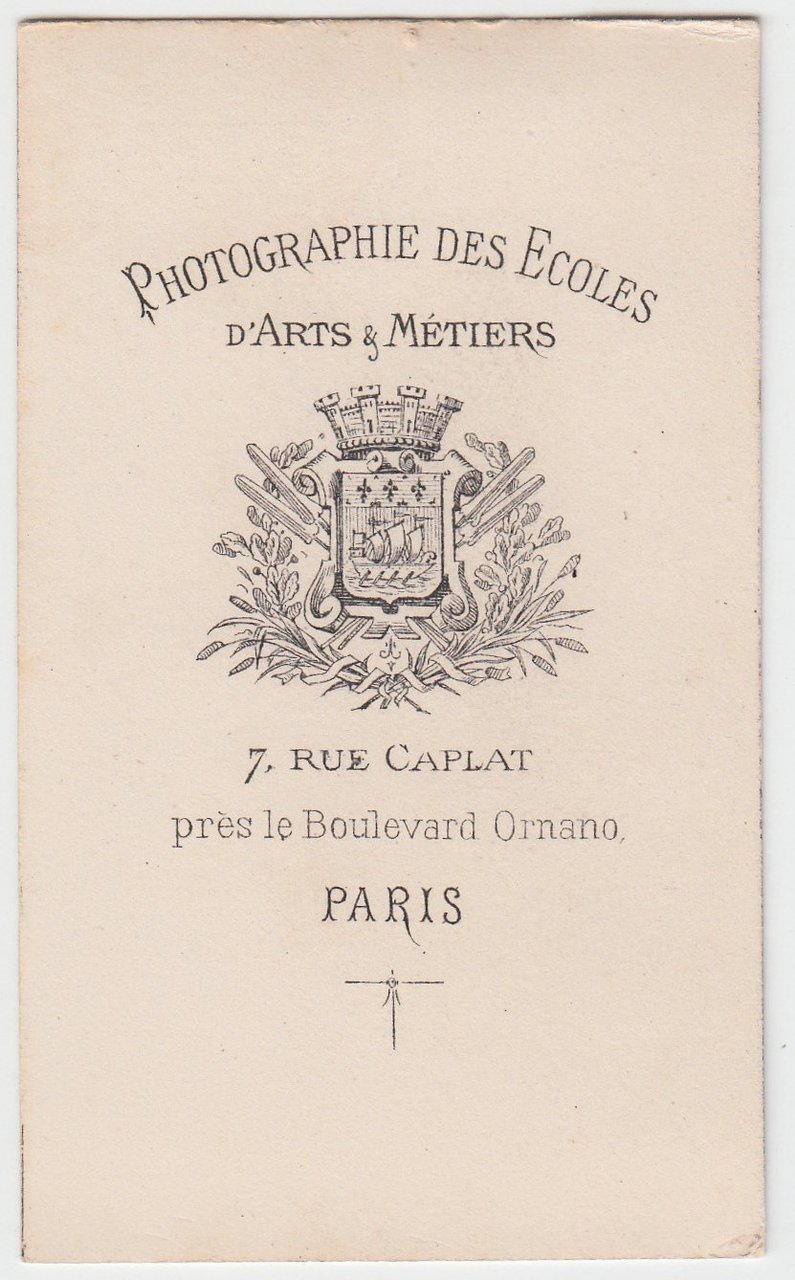 PHOTOGRAPHIE DES ECOLES
D'ARTS & MÉTIERS
7, RUE CAPLAT
près le Boulevard Ornano,
PARIS